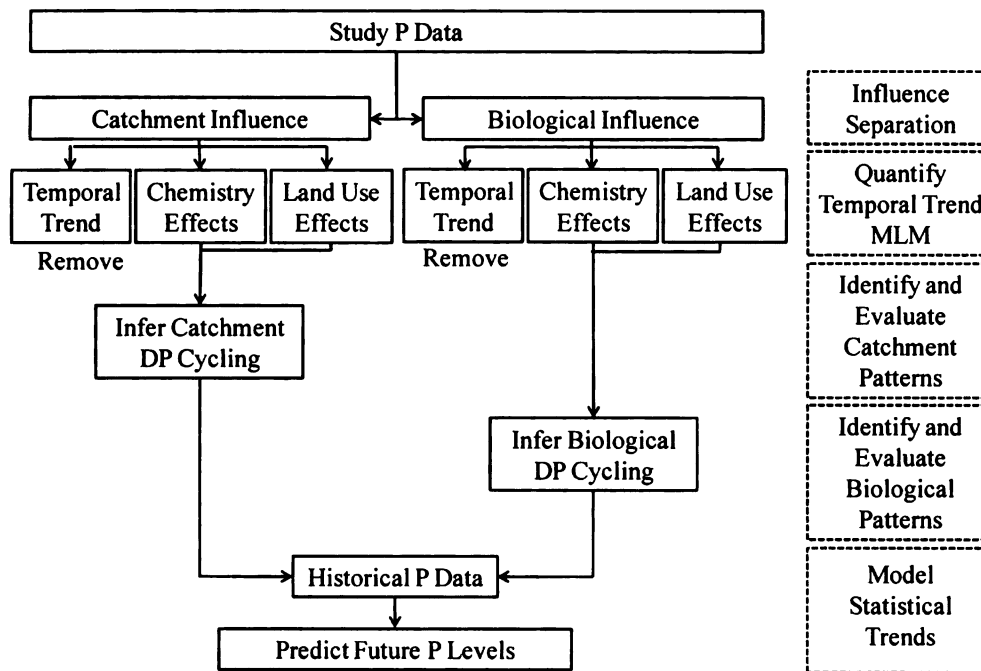 Study P Data
Catchment Influence
Biological Influence
Temporal
Trend
Chemistry
Effects
Land Use
Effects
Temporal
Trend
Chemistry
Effects
Land Use
Effects
Remove
Remove
Infer Catchment
DP Cycling
Infer Biological
DP Cycling
Historical P Data
Predict Future P Levels
Influence
Separation
Quantify
Temporal Trend
MLM
Identify and
Evaluate
Catchment
Patterns
Identify and
Evaluate
Biological
Patterns
Model
Statistical
Trends